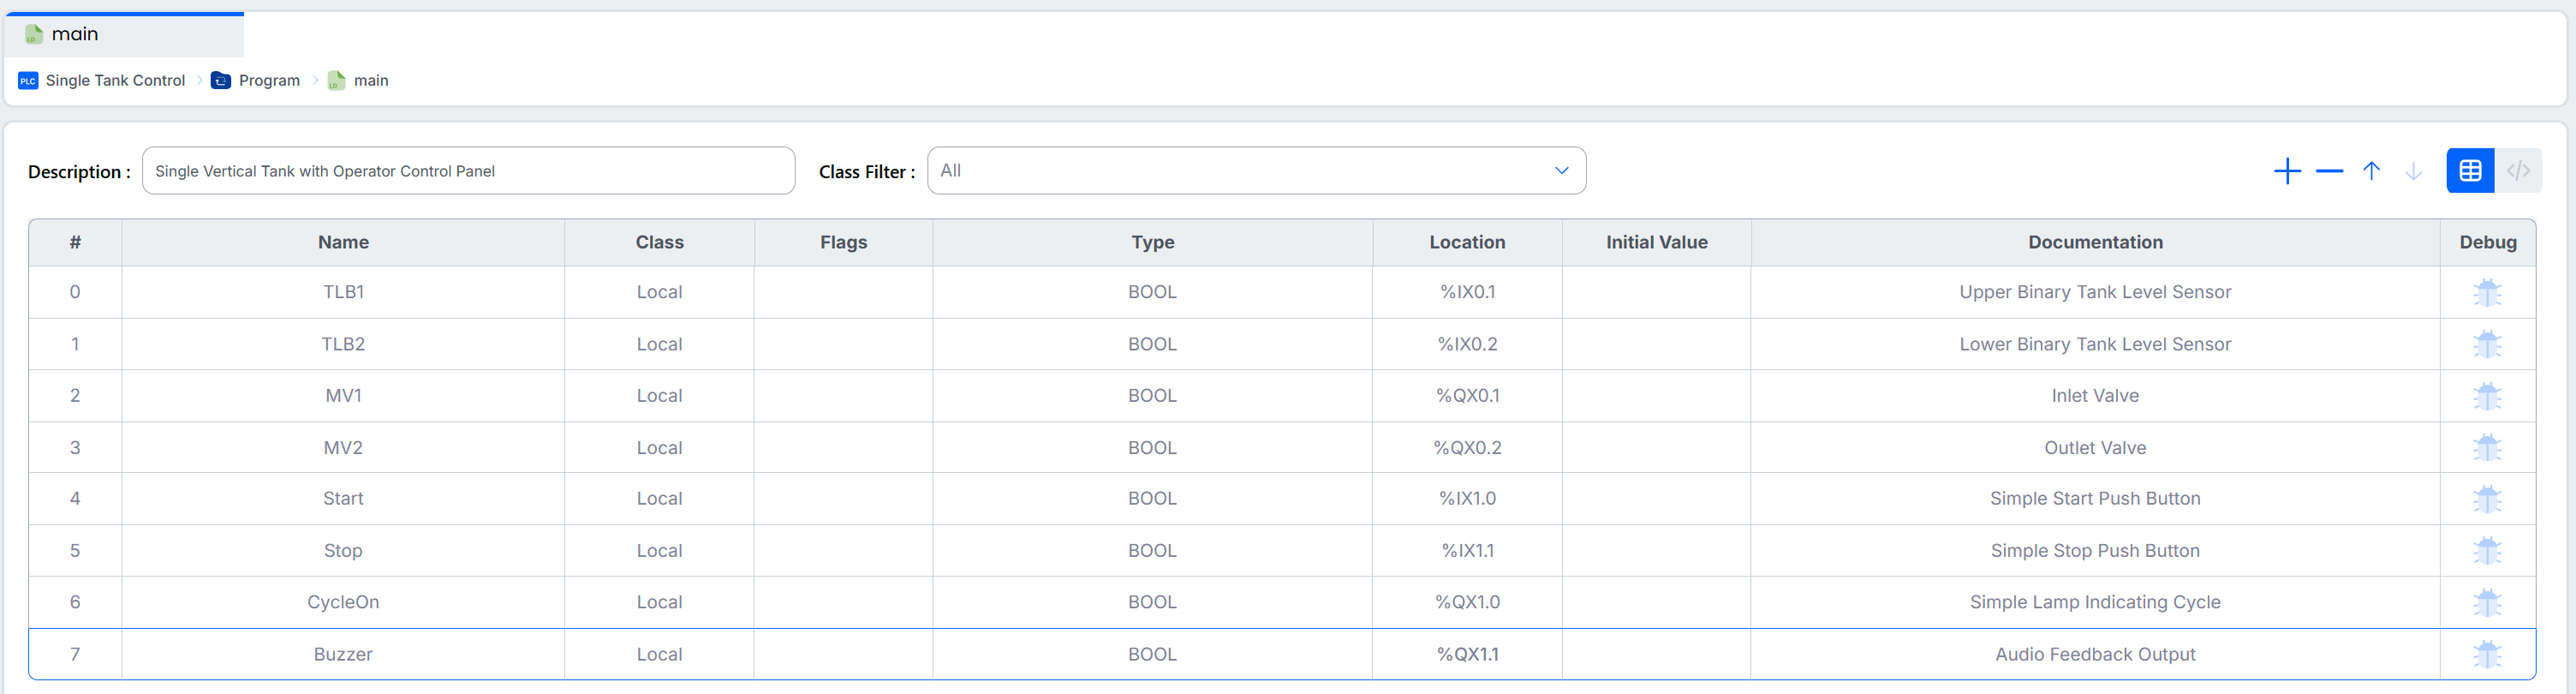 main
PLC Single Tank Control Program main
Description : Single Vertical Tank with Operator Control Panel Class Filter : All
# Name Class Flags Type Location Initial Value Documentation Debug
0 TLB1 Local BOOL %IX0.1 Upper Binary Tank Level Sensor
1 TLB2 Local BOOL %IX0.2 Lower Binary Tank Level Sensor
2 MV1 Local BOOL %QX0.1 Inlet Valve
3 MV2 Local BOOL %QX0.2 Outlet Valve
4 Start Local BOOL %IX1.0 Simple Start Push Button
5 Stop Local BOOL %IX1.1 Simple Stop Push Button
6 CycleOn Local BOOL %QX1.0 Simple Lamp Indicating Cycle
7 Buzzer Local BOOL %QX1.1 Audio Feedback Output